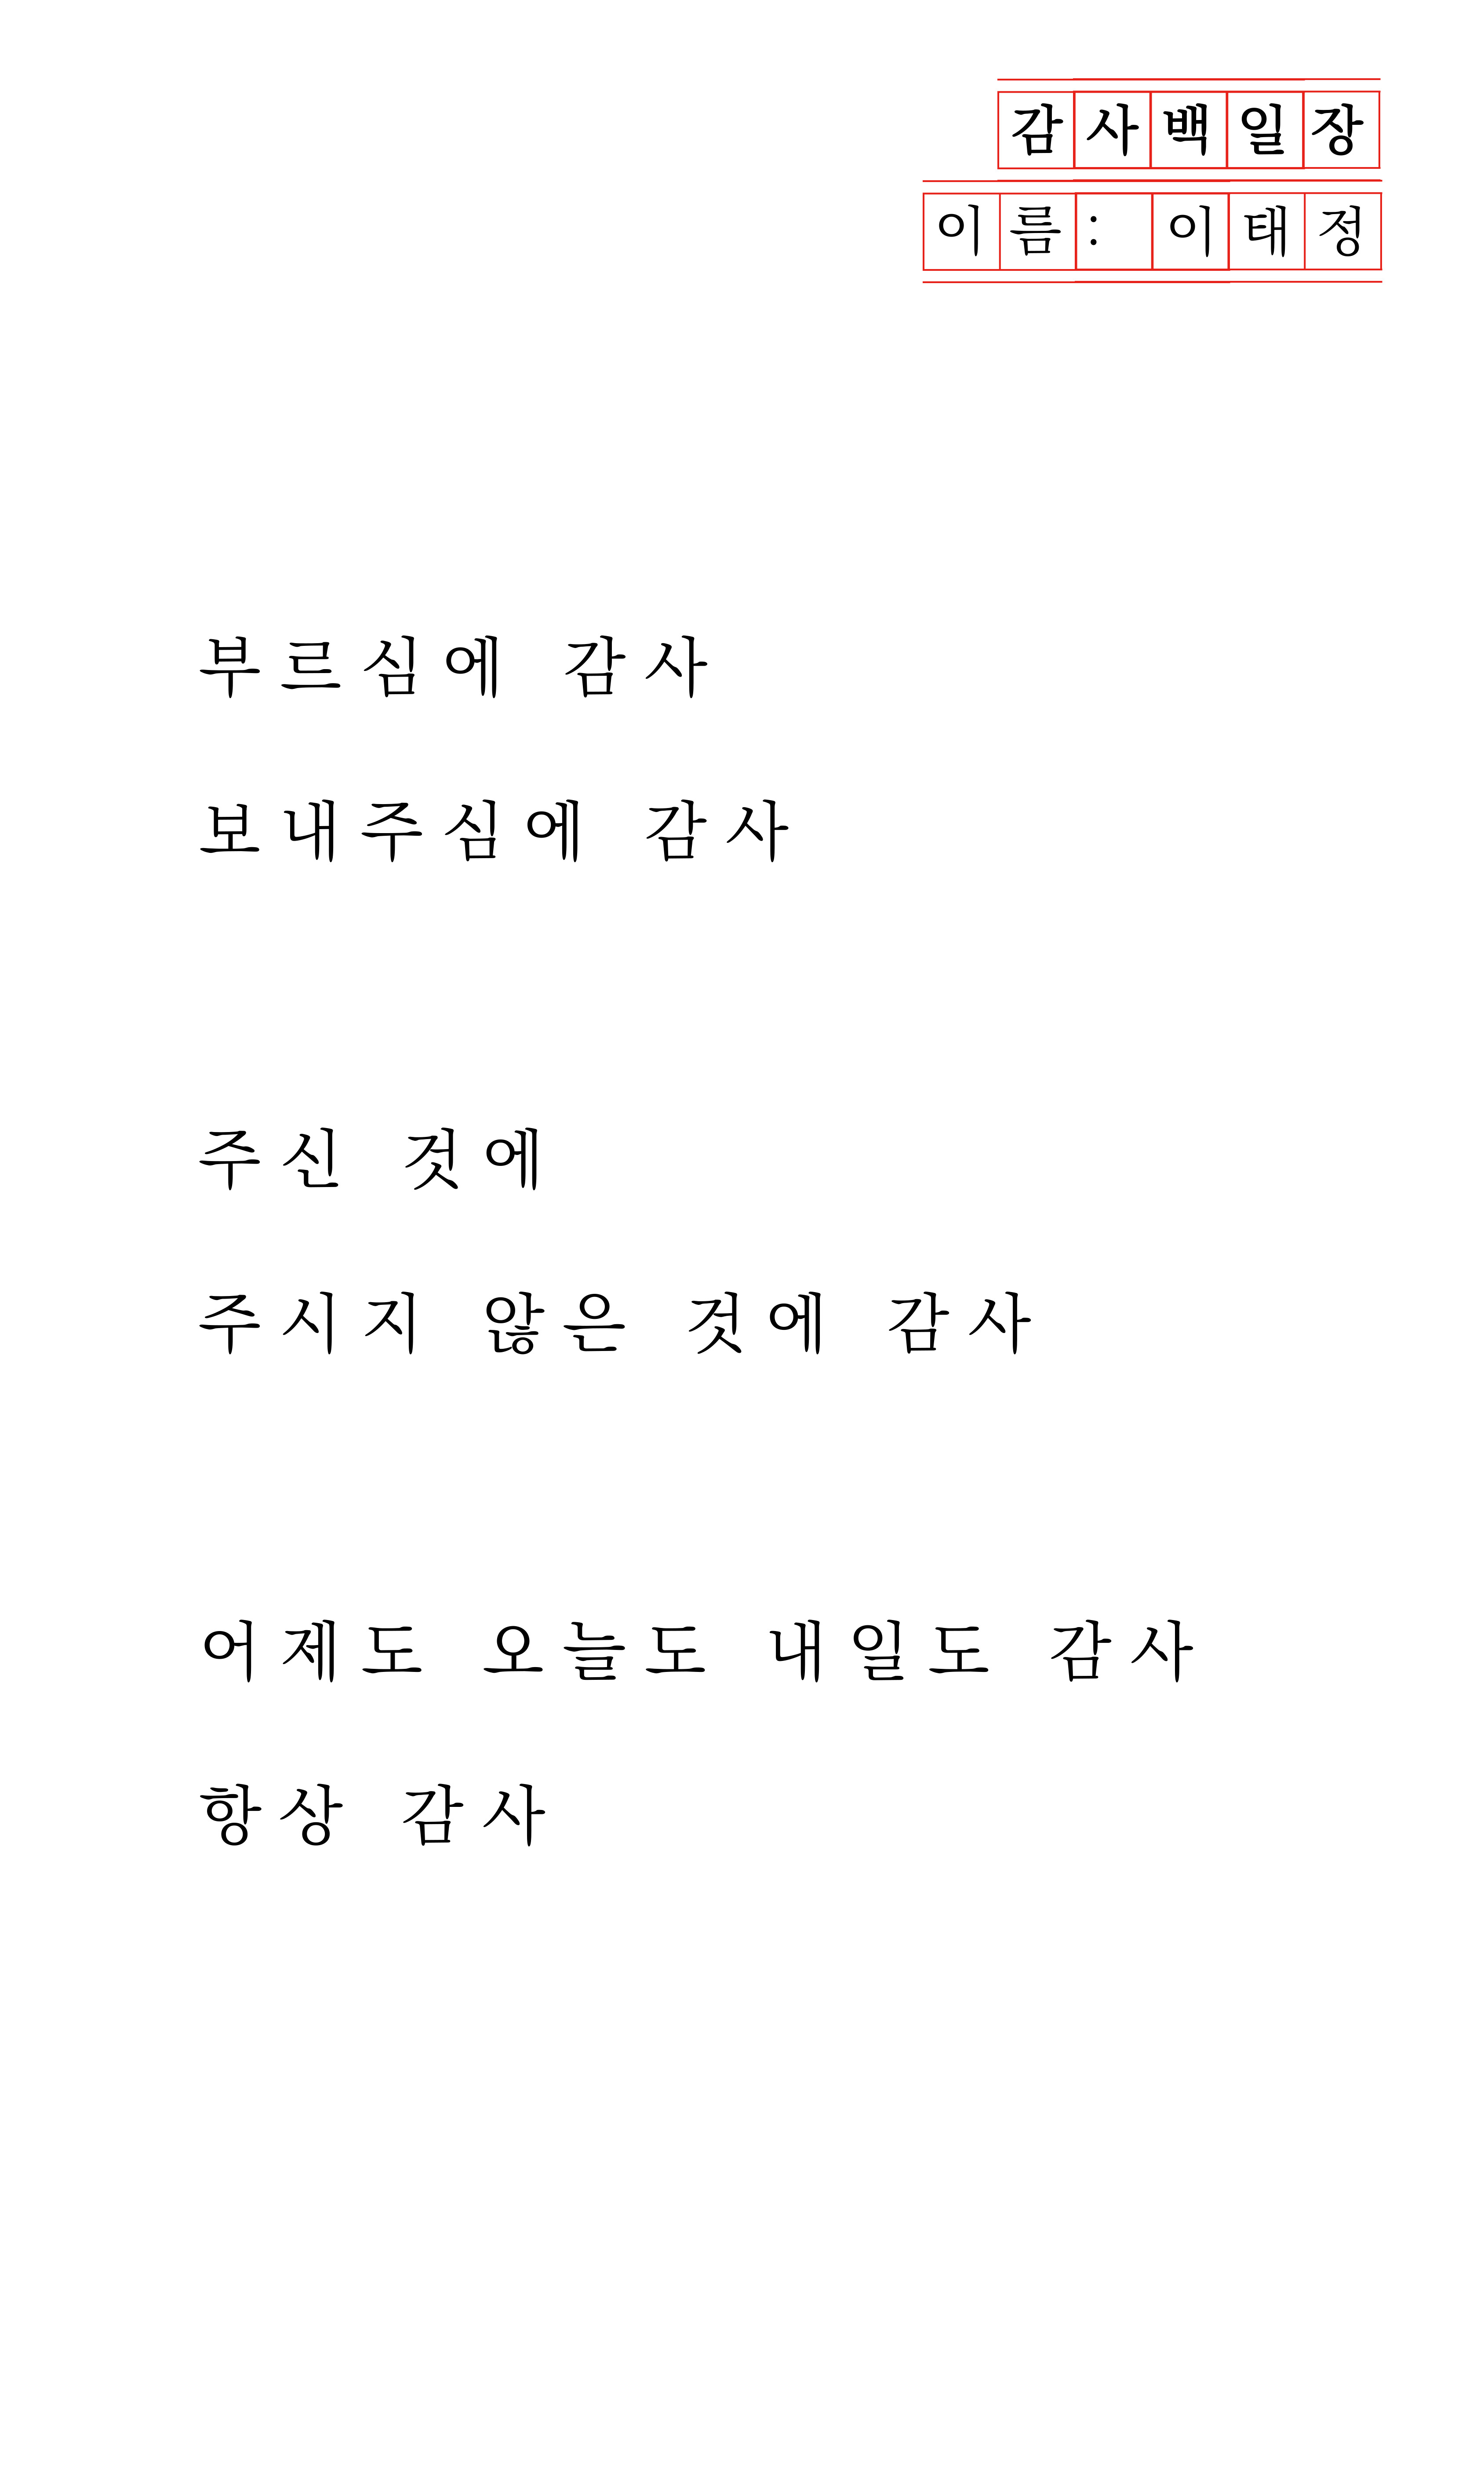 감사백일장
이름: 이태정
부르심에 감사
보내주심에 감사
주신 것에
주시지 않은 것에 감사
어제도 오늘도 내일도 감사
항상 감사